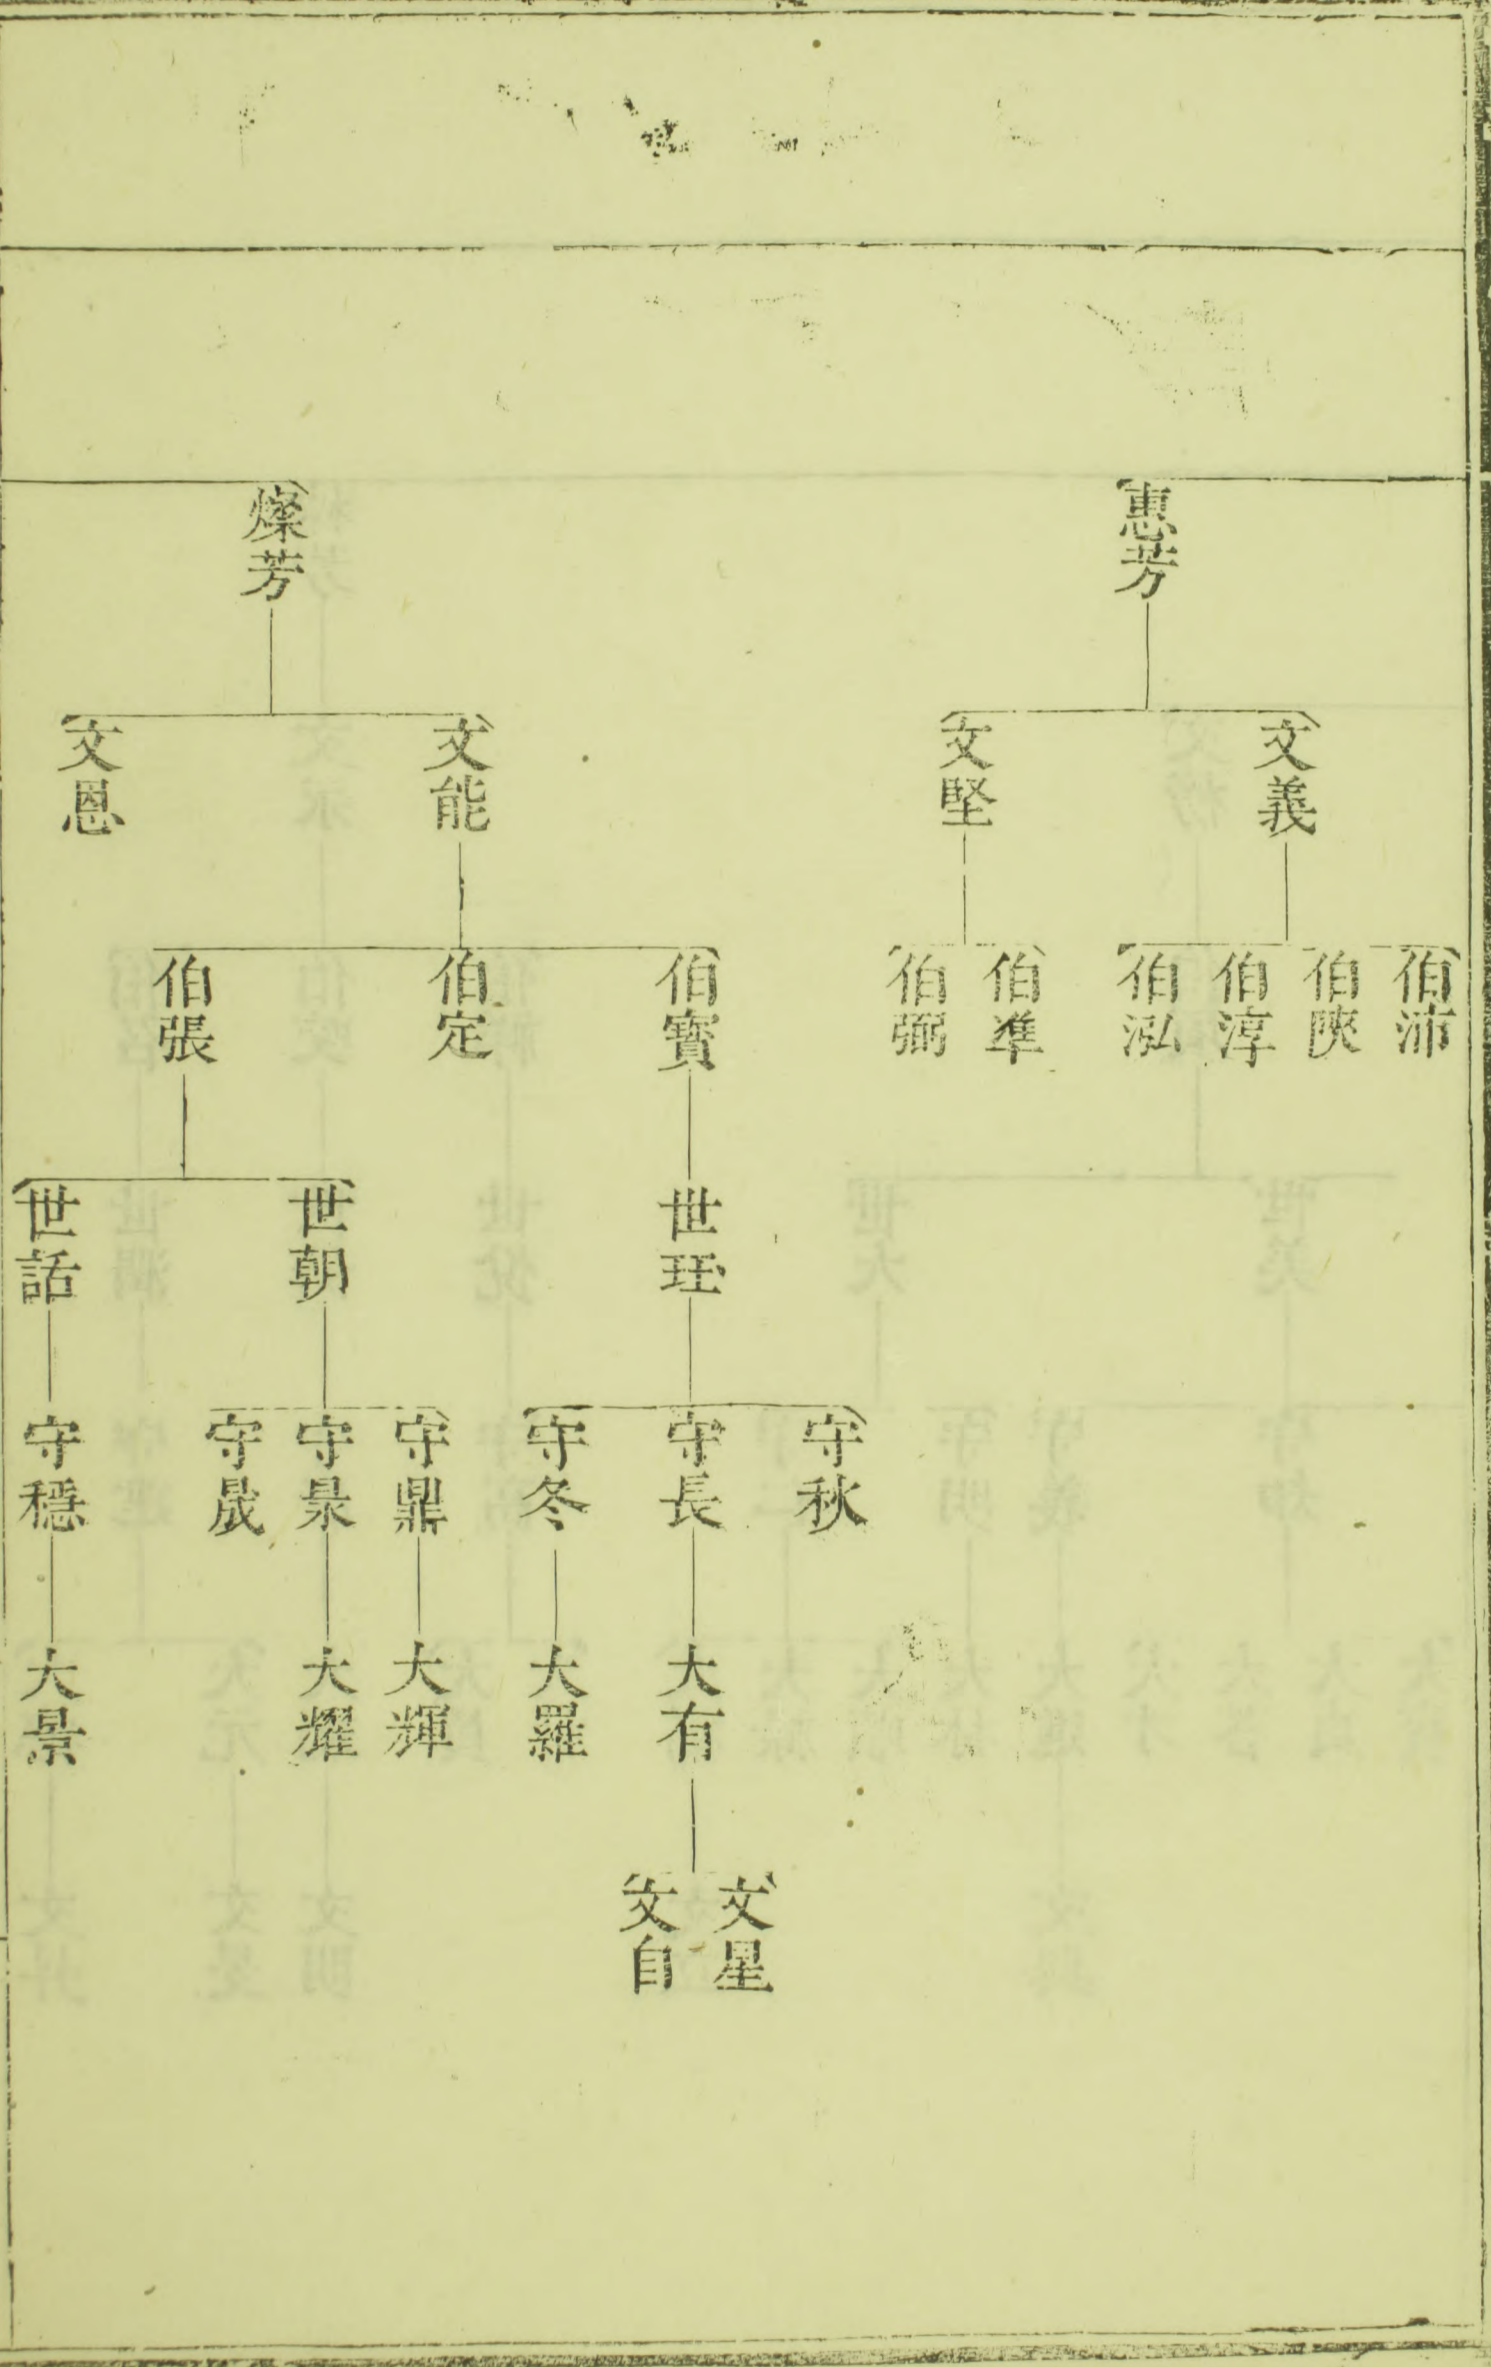 惠芳
燦芳
文義
文堅
文能
文恩
伯沛
伯陝
伯淳
伯泓
伯準
伯弼
伯寳
伯定
伯張
世珏
世朝
世話
守秋
守長
守冬
守鼎
守景
守晟
守穩
大有
大羅
大輝
大耀
大景
文星
文自